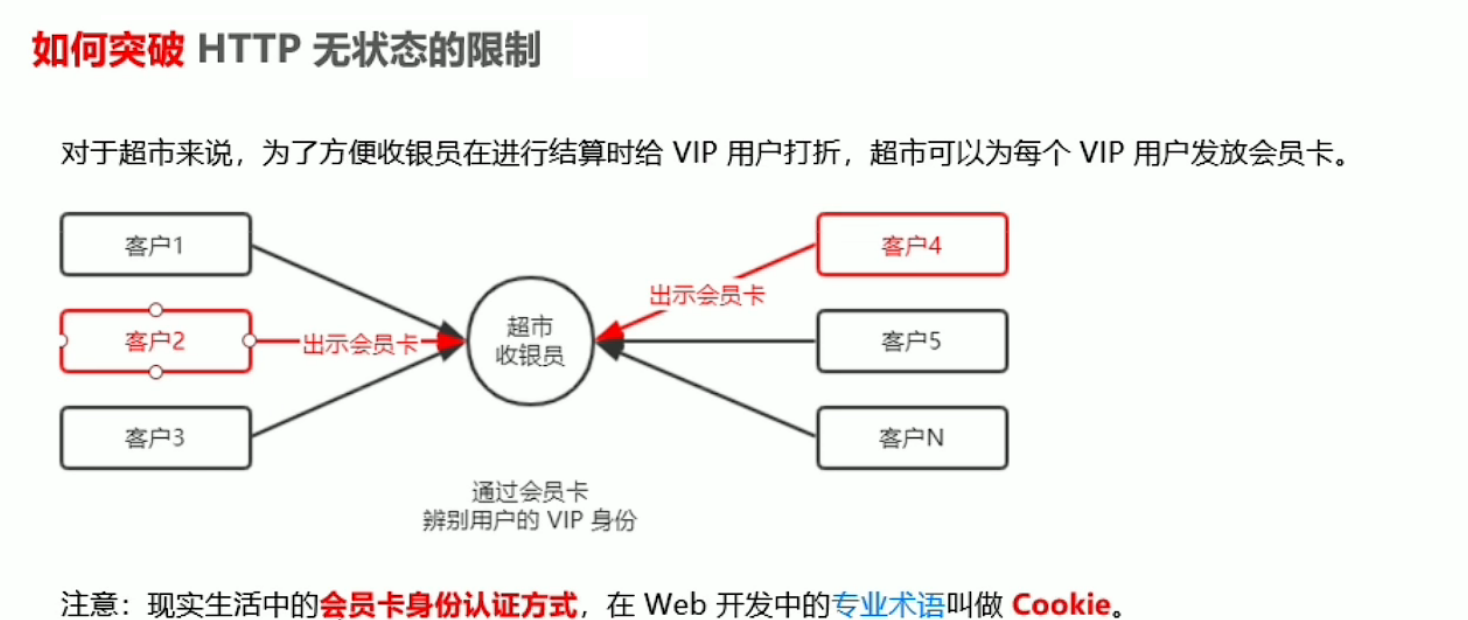 如何突破 HTTP 无状态的限制
对于超市来说，为了方便收银员在进行结算时给 VIP 用户打折，超市可以为每个 VIP 用户发放会员卡。
客户1
客户2
客户3
出示会员卡
超市
收银员
出示会员卡
客户4
客户5
客户N
通过会员卡
辨别用户的 VIP 身份
注意：现实生活中的会员卡身份认证方式，在 Web 开发中的专业术语叫做 Cookie。